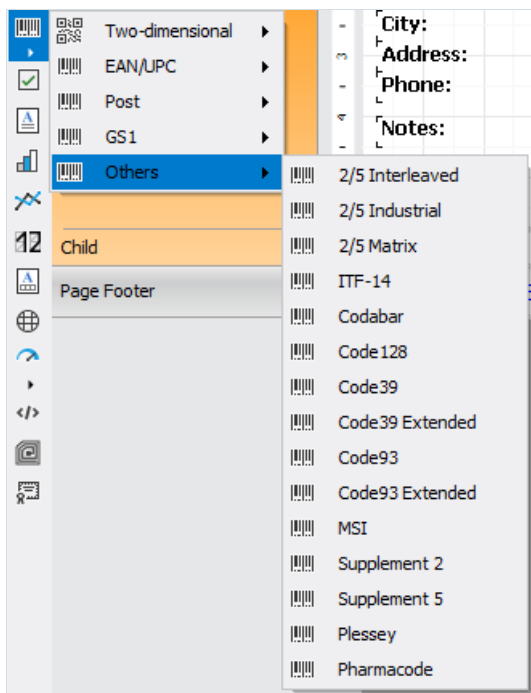 Two-dimensional
EAN/UPC
Post
GS1
Others
2/5 Interleaved
2/5 Industrial
2/5 Matrix
ITF-14
Codabar
Code128
Code39
Code39 Extended
Code93
Code93 Extended
MSI
Supplement 2
Supplement 5
Plessey
Pharmacode
12
</>
Child
Page Footer
3
4
City:
Address:
Phone:
Notes: